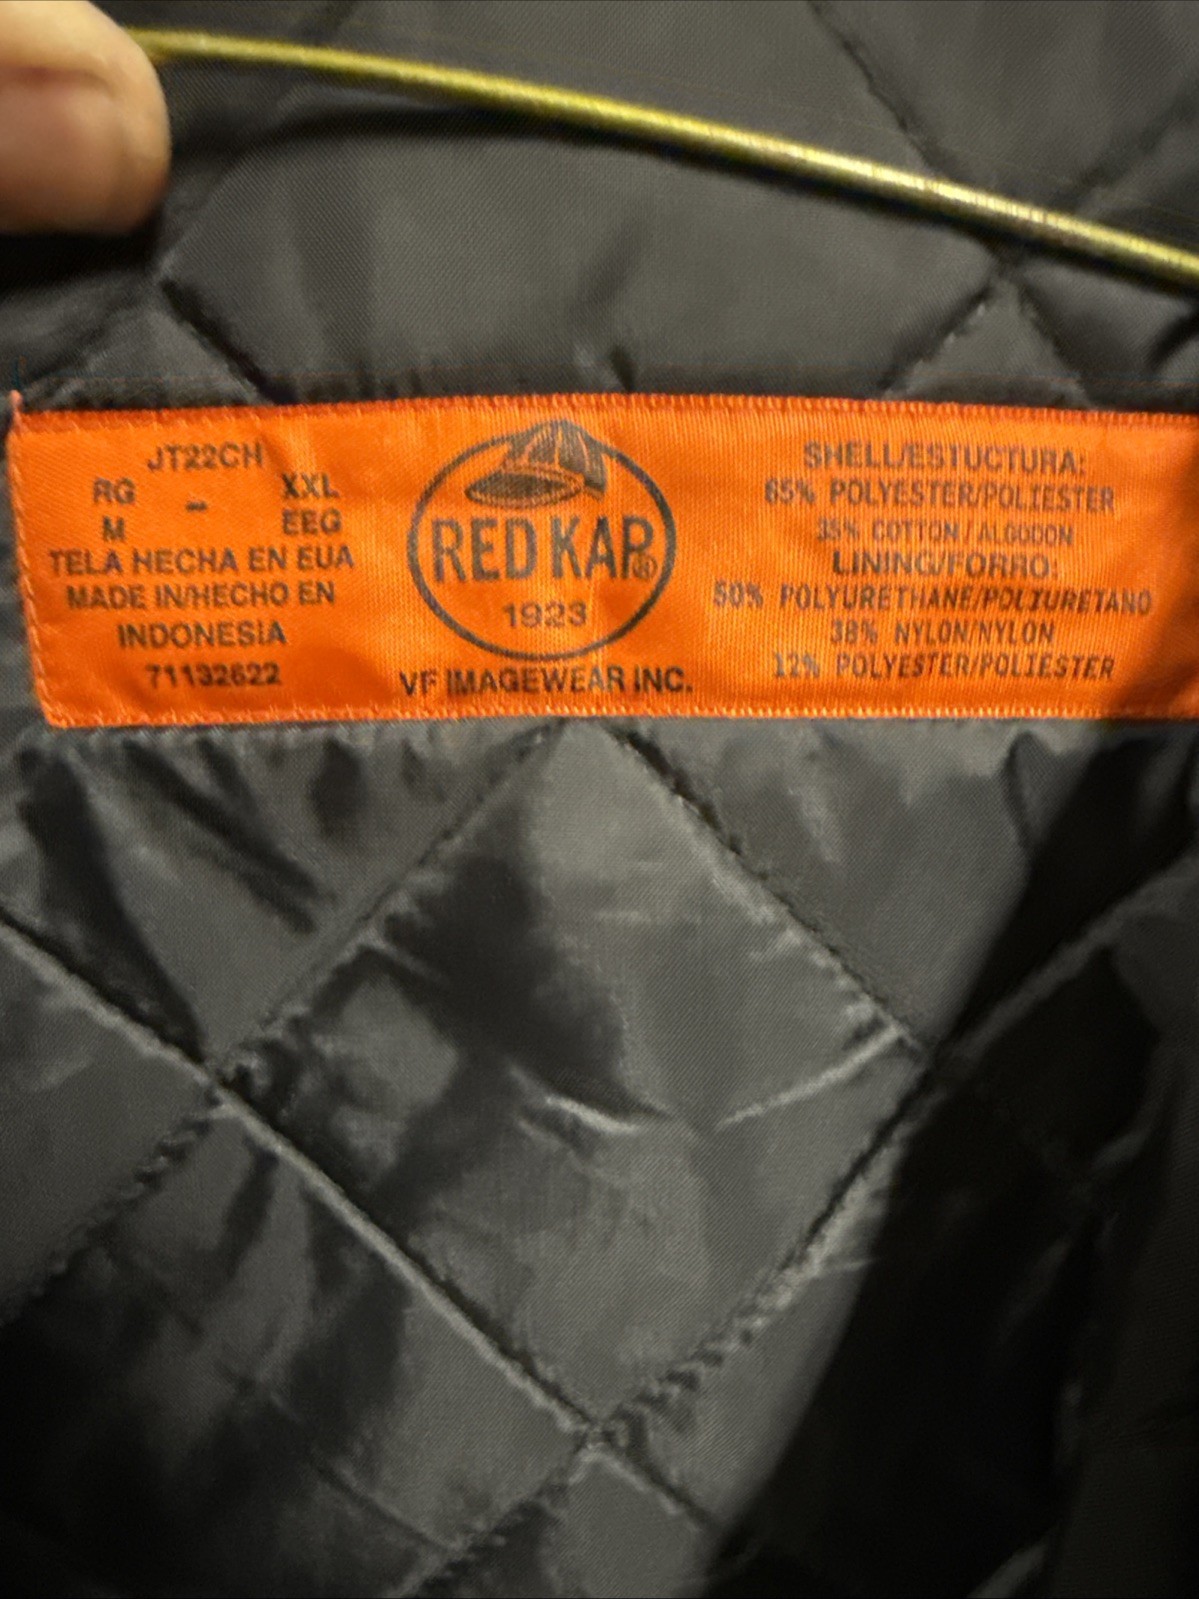 JT22CH
RG - XXL
M EEG
TELA HECHA EN EUA
MADE IN/HECHO EN
INDONESIA
71132622
RED KAP®
1923
VF IMAGEWEAR INC.
SHELL/ESTUCTURA:
65% POLYESTER/POLIESTER
35% COTTON/ALGODON
LINING/FORRO:
50% POLYURETHANE/POLIURETANO
38% NYLON/NYLON
12% POLYESTER/POLIESTER